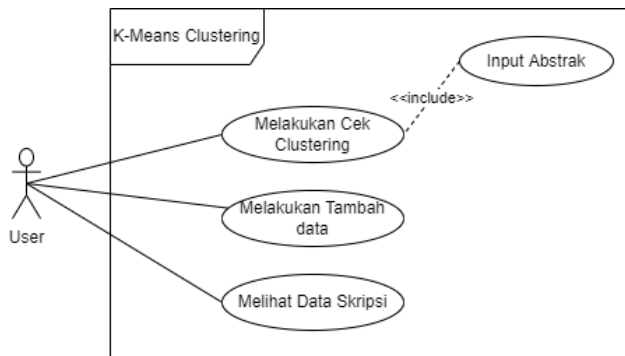 K-Means Clustering
Input Abstrak
<<include>>
Melakukan Cek
Clustering
Melakukan Tambah
data
User
Melihat Data Skripsi